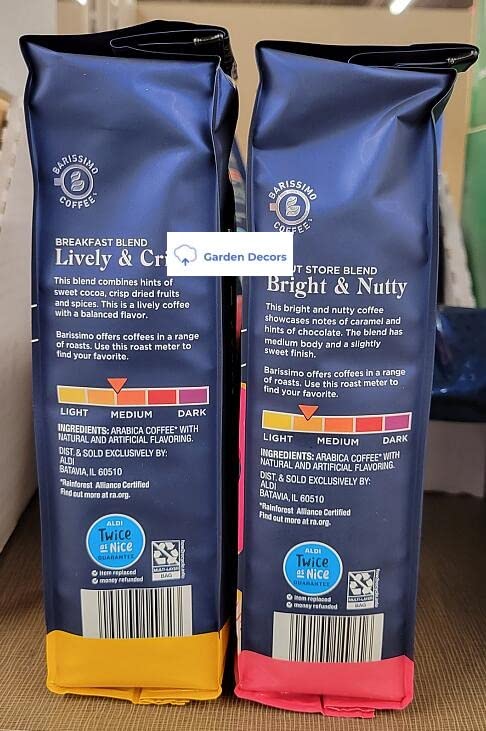 BARISSIMO
COFFEE
BREAKFAST BLEND
Lively & Cri
This blend combines hints of
sweet cocoa, crisp dried fruits
and spices. This is a lively coffee
with a balanced flavor.
Barissimo offers coffees in a range
of roasts. Use this roast meter to
find your favorite.
LIGHT MEDIUM DARK
INGREDIENTS: ARABICA COFFEE* WITH
NATURAL AND ARTIFICIAL FLAVORING.
DIST. & SOLD EXCLUSIVELY BY:
ALDI
BATAVIA, IL 60510
*Rainforest Alliance Certified
Find out more at ra.org.
ALDI
Twice
as Nice
GUARANTEE
item replaced
money refunded
MULTI-LAYER
BAG
Garden Decors
BARISSIMO
COFFEE
UT STORE BLEND
Bright & Nutty
This bright and nutty coffee
showcases notes of caramel and
hints of chocolate. The blend has
medium body and a slightly
sweet finish.
Barissimo offers coffees in a range
of roasts. Use this roast meter to
find your favorite.
LIGHT MEDIUM DARK
INGREDIENTS: ARABICA COFFEE* WITH
NATURAL AND ARTIFICIAL FLAVORING.
DIST. & SOLD EXCLUSIVELY BY:
ALDI
BATAVIA, IL 60510
*Rainforest Alliance Certified
Find out more at ra.org.
ALDI
Twice
as Nice
GUARANTEE
item replaced
money refunded
MULTI-LAYER
BAG